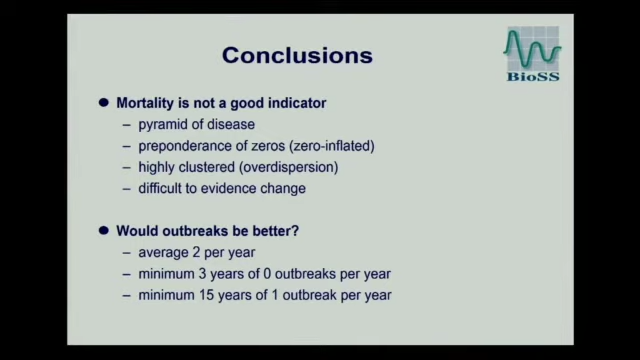 Conclusions
BioSS
● Mortality is not a good indicator
– pyramid of disease
– preponderance of zeros (zero-inflated)
– highly clustered (overdispersion)
– difficult to evidence change
● Would outbreaks be better?
– average 2 per year
– minimum 3 years of 0 outbreaks per year
– minimum 15 years of 1 outbreak per year